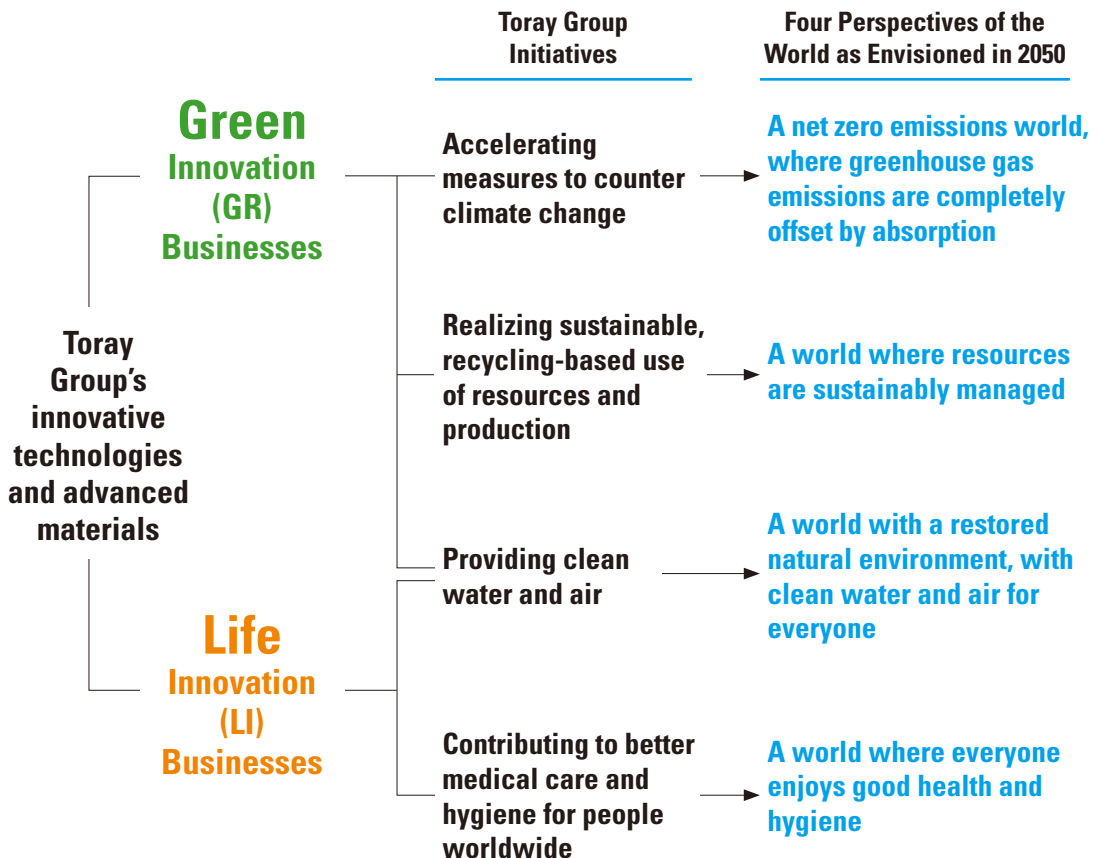 Toray Group
Initiatives
Four Perspectives of the
World as Envisioned in 2050
Toray
Group's
innovative
technologies
and advanced
materials
Green
Innovation
(GR)
Businesses
Accelerating
measures to counter
climate change
A net zero emissions world,
where greenhouse gas
emissions are completely
offset by absorption
Realizing sustainable,
recycling-based use
of resources and
production
A world where resources
are sustainably managed
Providing clean
water and air
A world with a restored
natural environment, with
clean water and air for
everyone
Life
Innovation
(LI)
Businesses
Contributing to better
medical care and
hygiene for people
worldwide
A world where everyone
enjoys good health and
hygiene